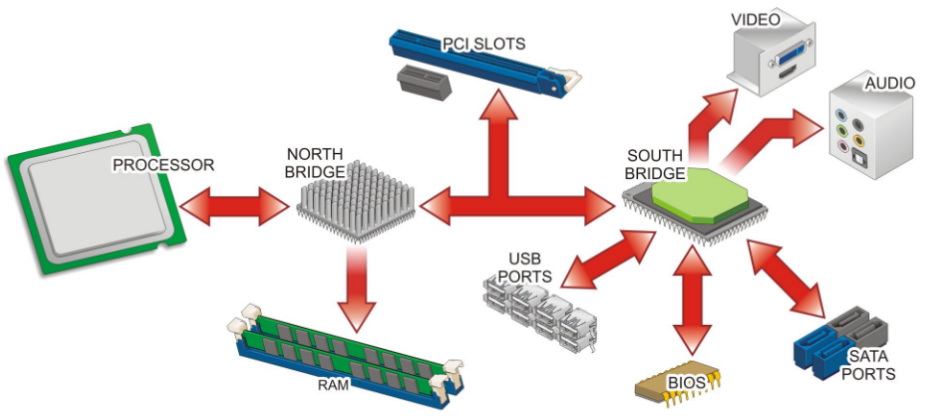 VIDEO
PCI SLOTS
AUDIO
PROCESSOR
NORTH
BRIDGE
SOUTH
BRIDGE
USB
PORTS
RAM
BIOS
SATA
PORTS